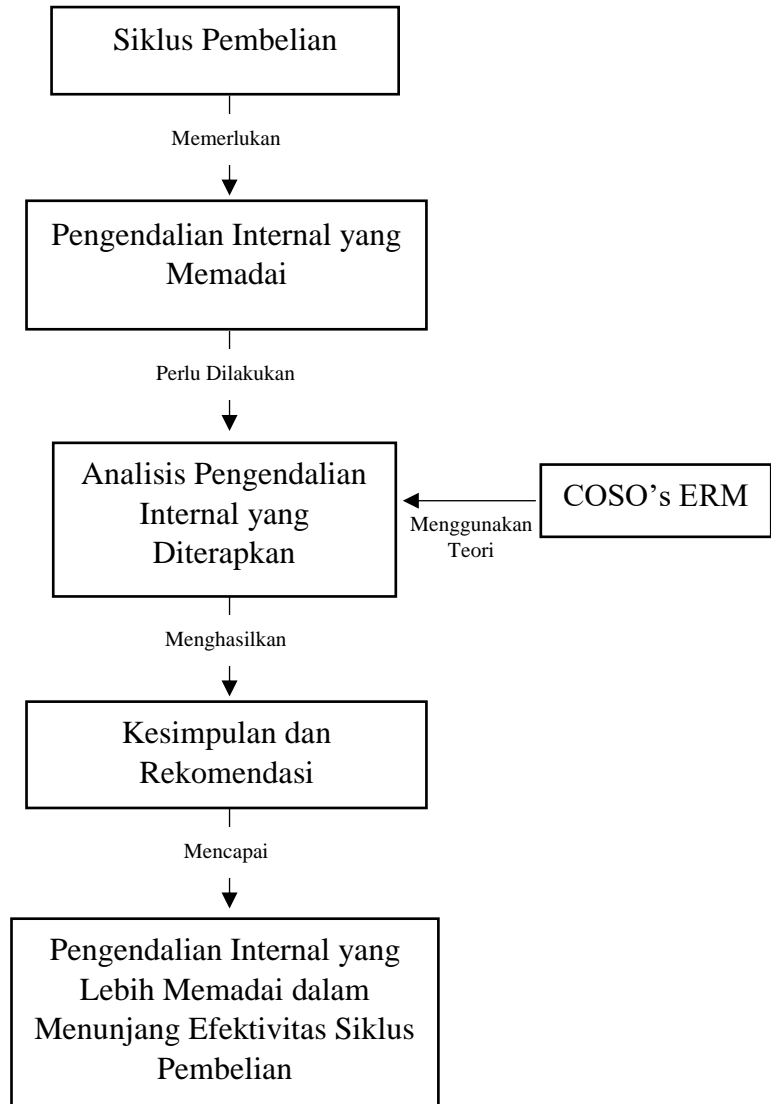 Siklus Pembelian
Memerlukan
Pengendalian Internal yang
Memadai
Perlu Dilakukan
Analisis Pengendalian
Internal yang
Diterapkan
COSO’s ERM
Menggunakan
Teori
Menghasilkan
Kesimpulan dan
Rekomendasi
Mencapai
Pengendalian Internal yang
Lebih Memadai dalam
Menunjang Efektivitas Siklus
Pembelian